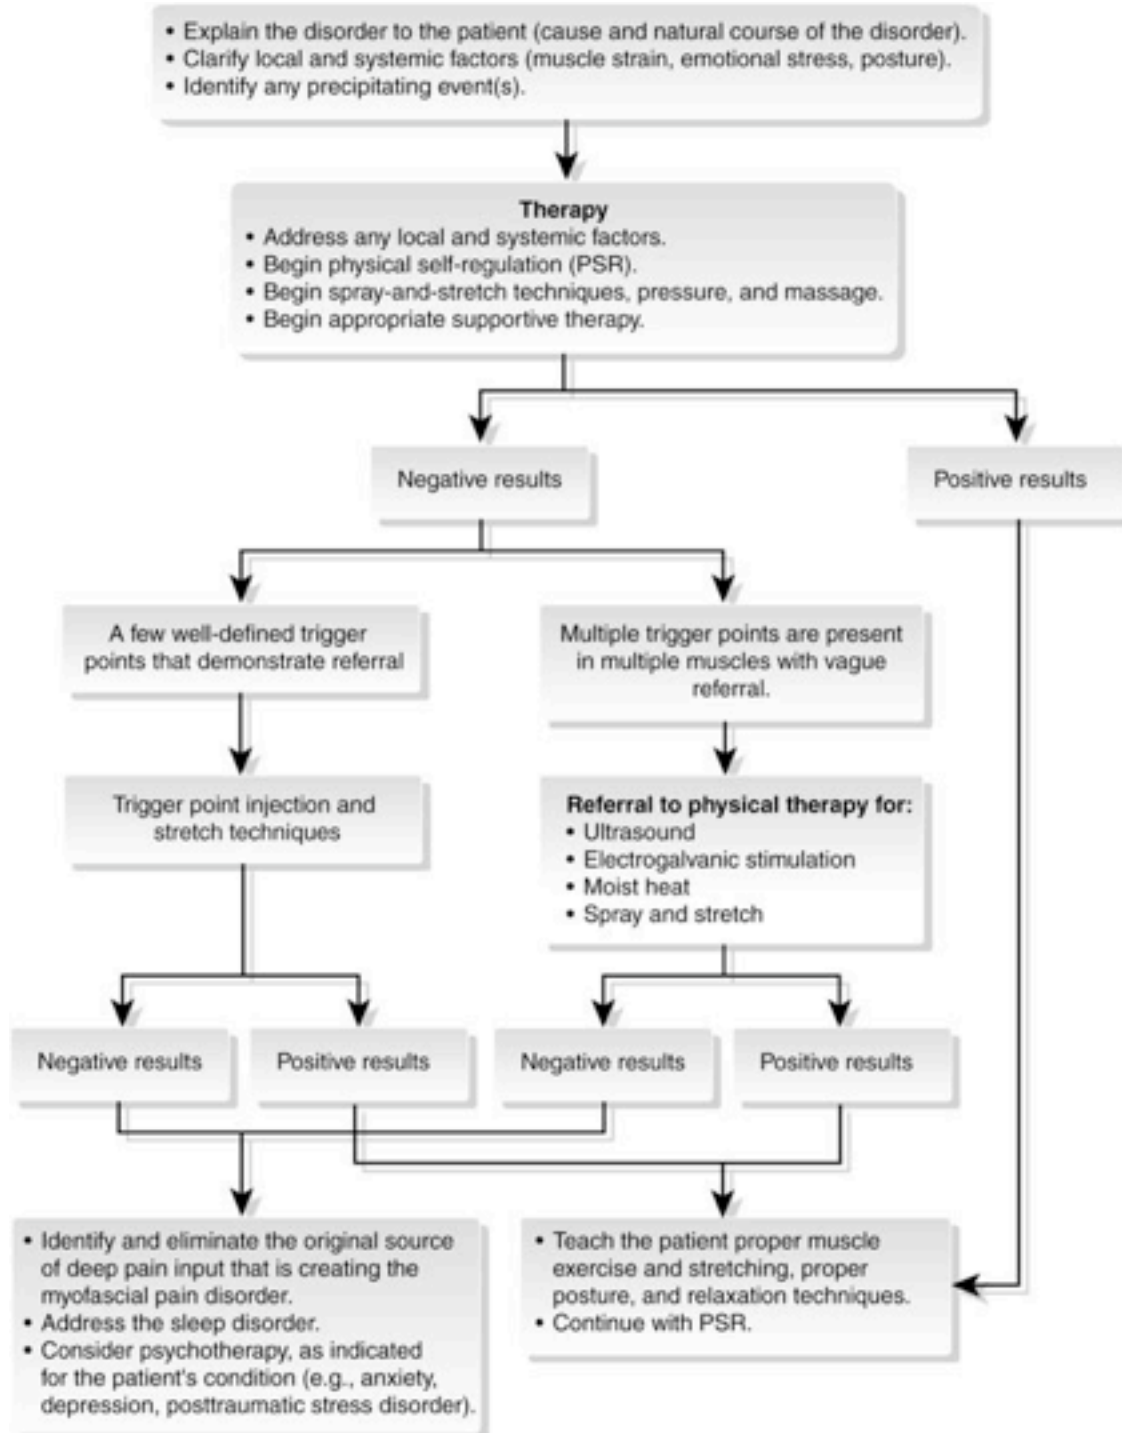 • Explain the disorder to the patient (cause and natural course of the disorder).
• Clarify local and systemic factors (muscle strain, emotional stress, posture).
• Identify any precipitating event(s).
Therapy
• Address any local and systemic factors.
• Begin physical self-regulation (PSR).
• Begin spray-and-stretch techniques, pressure, and massage.
• Begin appropriate supportive therapy.
Negative results
Positive results
A few well-defined trigger
points that demonstrate referral
Multiple trigger points are present
in multiple muscles with vague
referral.
Trigger point injection and
stretch techniques
Referral to physical therapy for:
• Ultrasound
• Electrogalvanic stimulation
• Moist heat
• Spray and stretch
Negative results
Positive results
Negative results
Positive results
• Identify and eliminate the original source
of deep pain input that is creating the
myofascial pain disorder.
• Address the sleep disorder.
• Consider psychotherapy, as indicated
for the patient's condition (e.g., anxiety,
depression, posttraumatic stress disorder).
• Teach the patient proper muscle
exercise and stretching, proper
posture, and relaxation techniques.
• Continue with PSR.